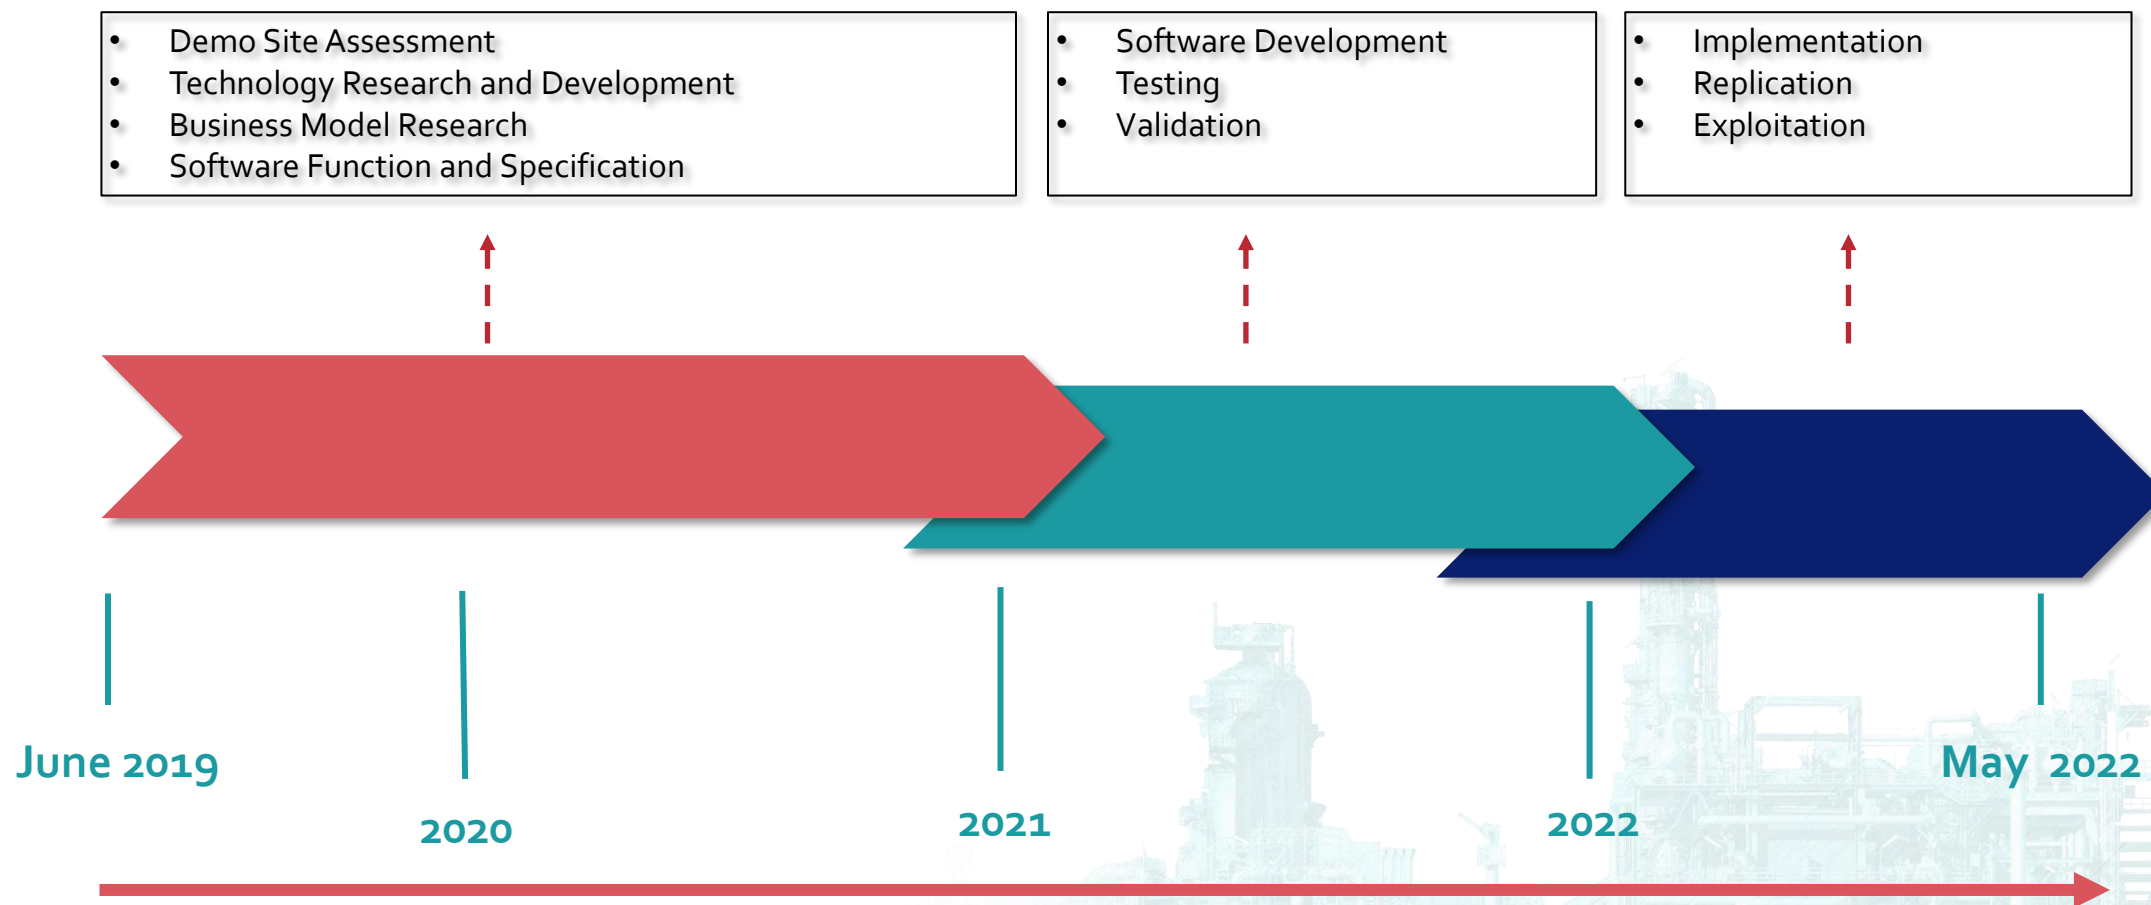 • Demo Site Assessment
• Technology Research and Development
• Business Model Research
• Software Function and Specification
• Software Development
• Testing
• Validation
• Implementation
• Replication
• Exploitation
June 2019
2020
2021
2022
May 2022